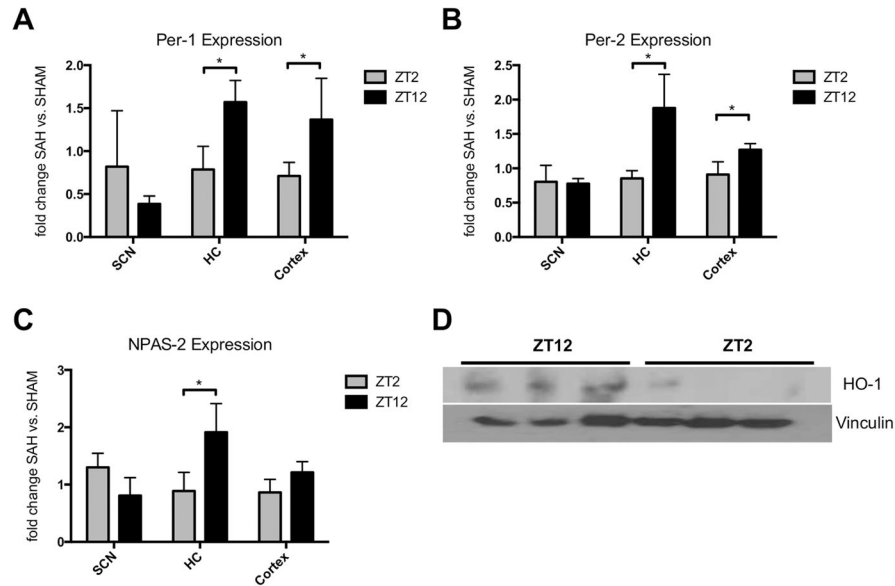 A
Per-1 Expression
fold change SAH vs. SHAM
2.0
1.5
1.0
0.5
0.0
*
*
SCN
HC
Cortex
ZT2
ZT12
B
Per-2 Expression
fold change SAH vs. SHAM
2.5
2.0
1.5
1.0
0.5
0.0
*
*
SCN
HC
Cortex
ZT2
ZT12
C
NPAS-2 Expression
fold change SAH vs. SHAM
3
2
1
0
*
SCN
HC
Cortex
ZT2
ZT12
D
ZT12 ZT2
HO-1
Vinculin